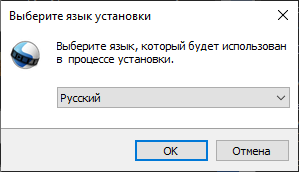 Выберите язык установки
Выберите язык, который будет использован
в процессе установки.
Русский
OK
Отмена